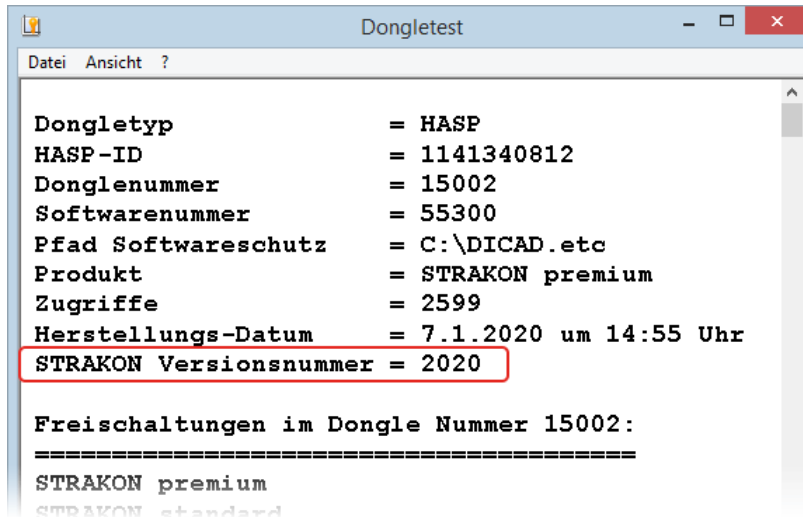 Dongletest
Datei Ansicht ?
Dongletyp = HASP
HASP-ID = 1141340812
Donglenummer = 15002
Softwarenummer = 55300
Pfad Softwareschutz = C:\DICAD.etc
Produkt = STRAKON premium
Zugriffe = 2599
Herstellungs-Datum = 7.1.2020 um 14:55 Uhr
STRAKON Versionsnummer = 2020
Freischaltungen im Dongle Nummer 15002:
=======================================
STRAKON premium
STRAKON standard